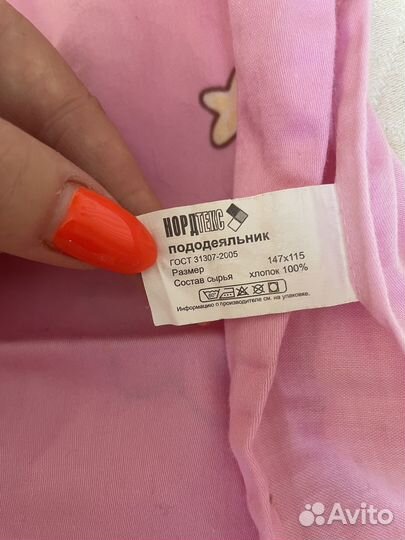 НОРДТЕКС
пододеяльник
ГОСТ 31307-2005
Размер 147х115
Состав сырья хлопок 100%
Информацию о производителе см. на упаковке.
Avito